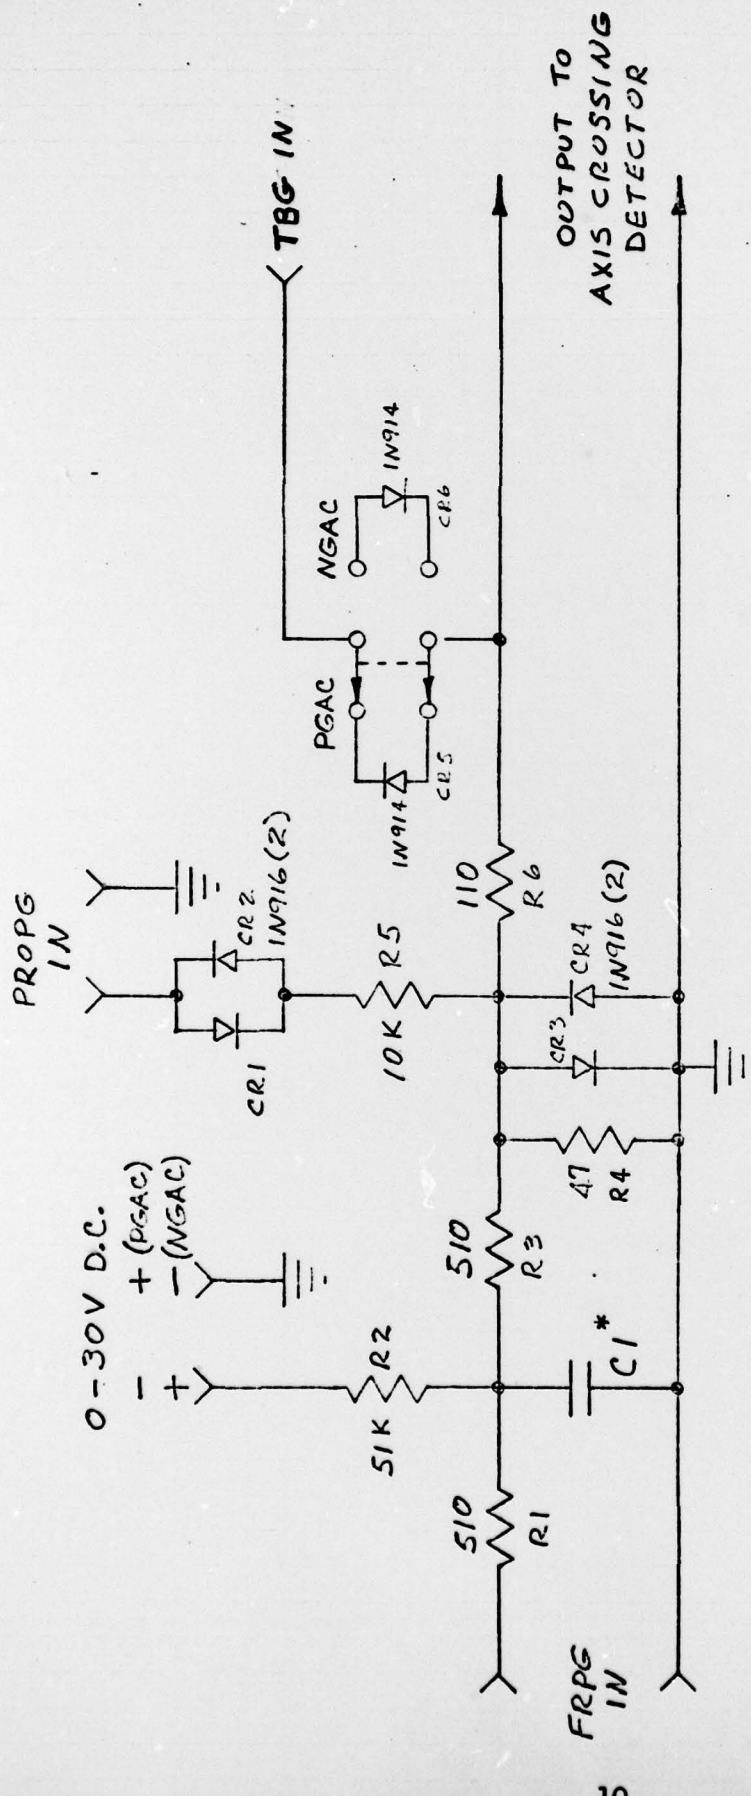 PROPG
IN
0-30V D.C.
- + (PGAC)
+ - (NGAC)
CR1
CR2
1N916(2)
TBG IN
51K
R2
10K
R5
PGAC
NGAC
1N914
CR5
1N914
CR6
510
R1
510
R3
110
R6
C1*
47
R4
CR3
CR4
1N916(2)
FRPG
IN
OUTPUT TO
AXIS CROSSING
DETECTOR